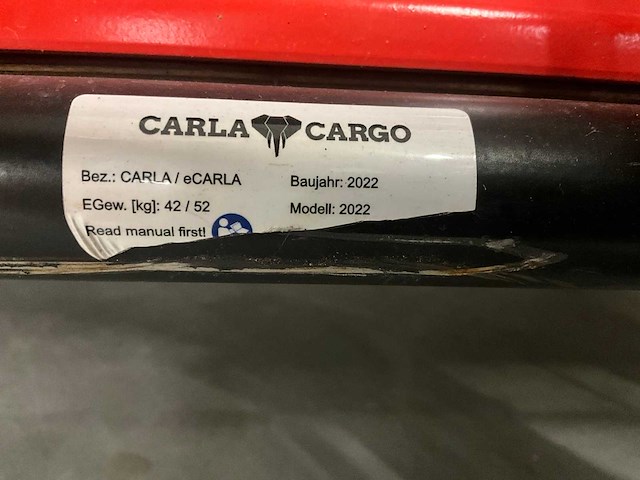 CARLA CARGO
Bez.: CARLA / eCARLA
Baujahr: 2022
EGew. [kg]: 42 / 52
Modell: 2022
Read manual first!